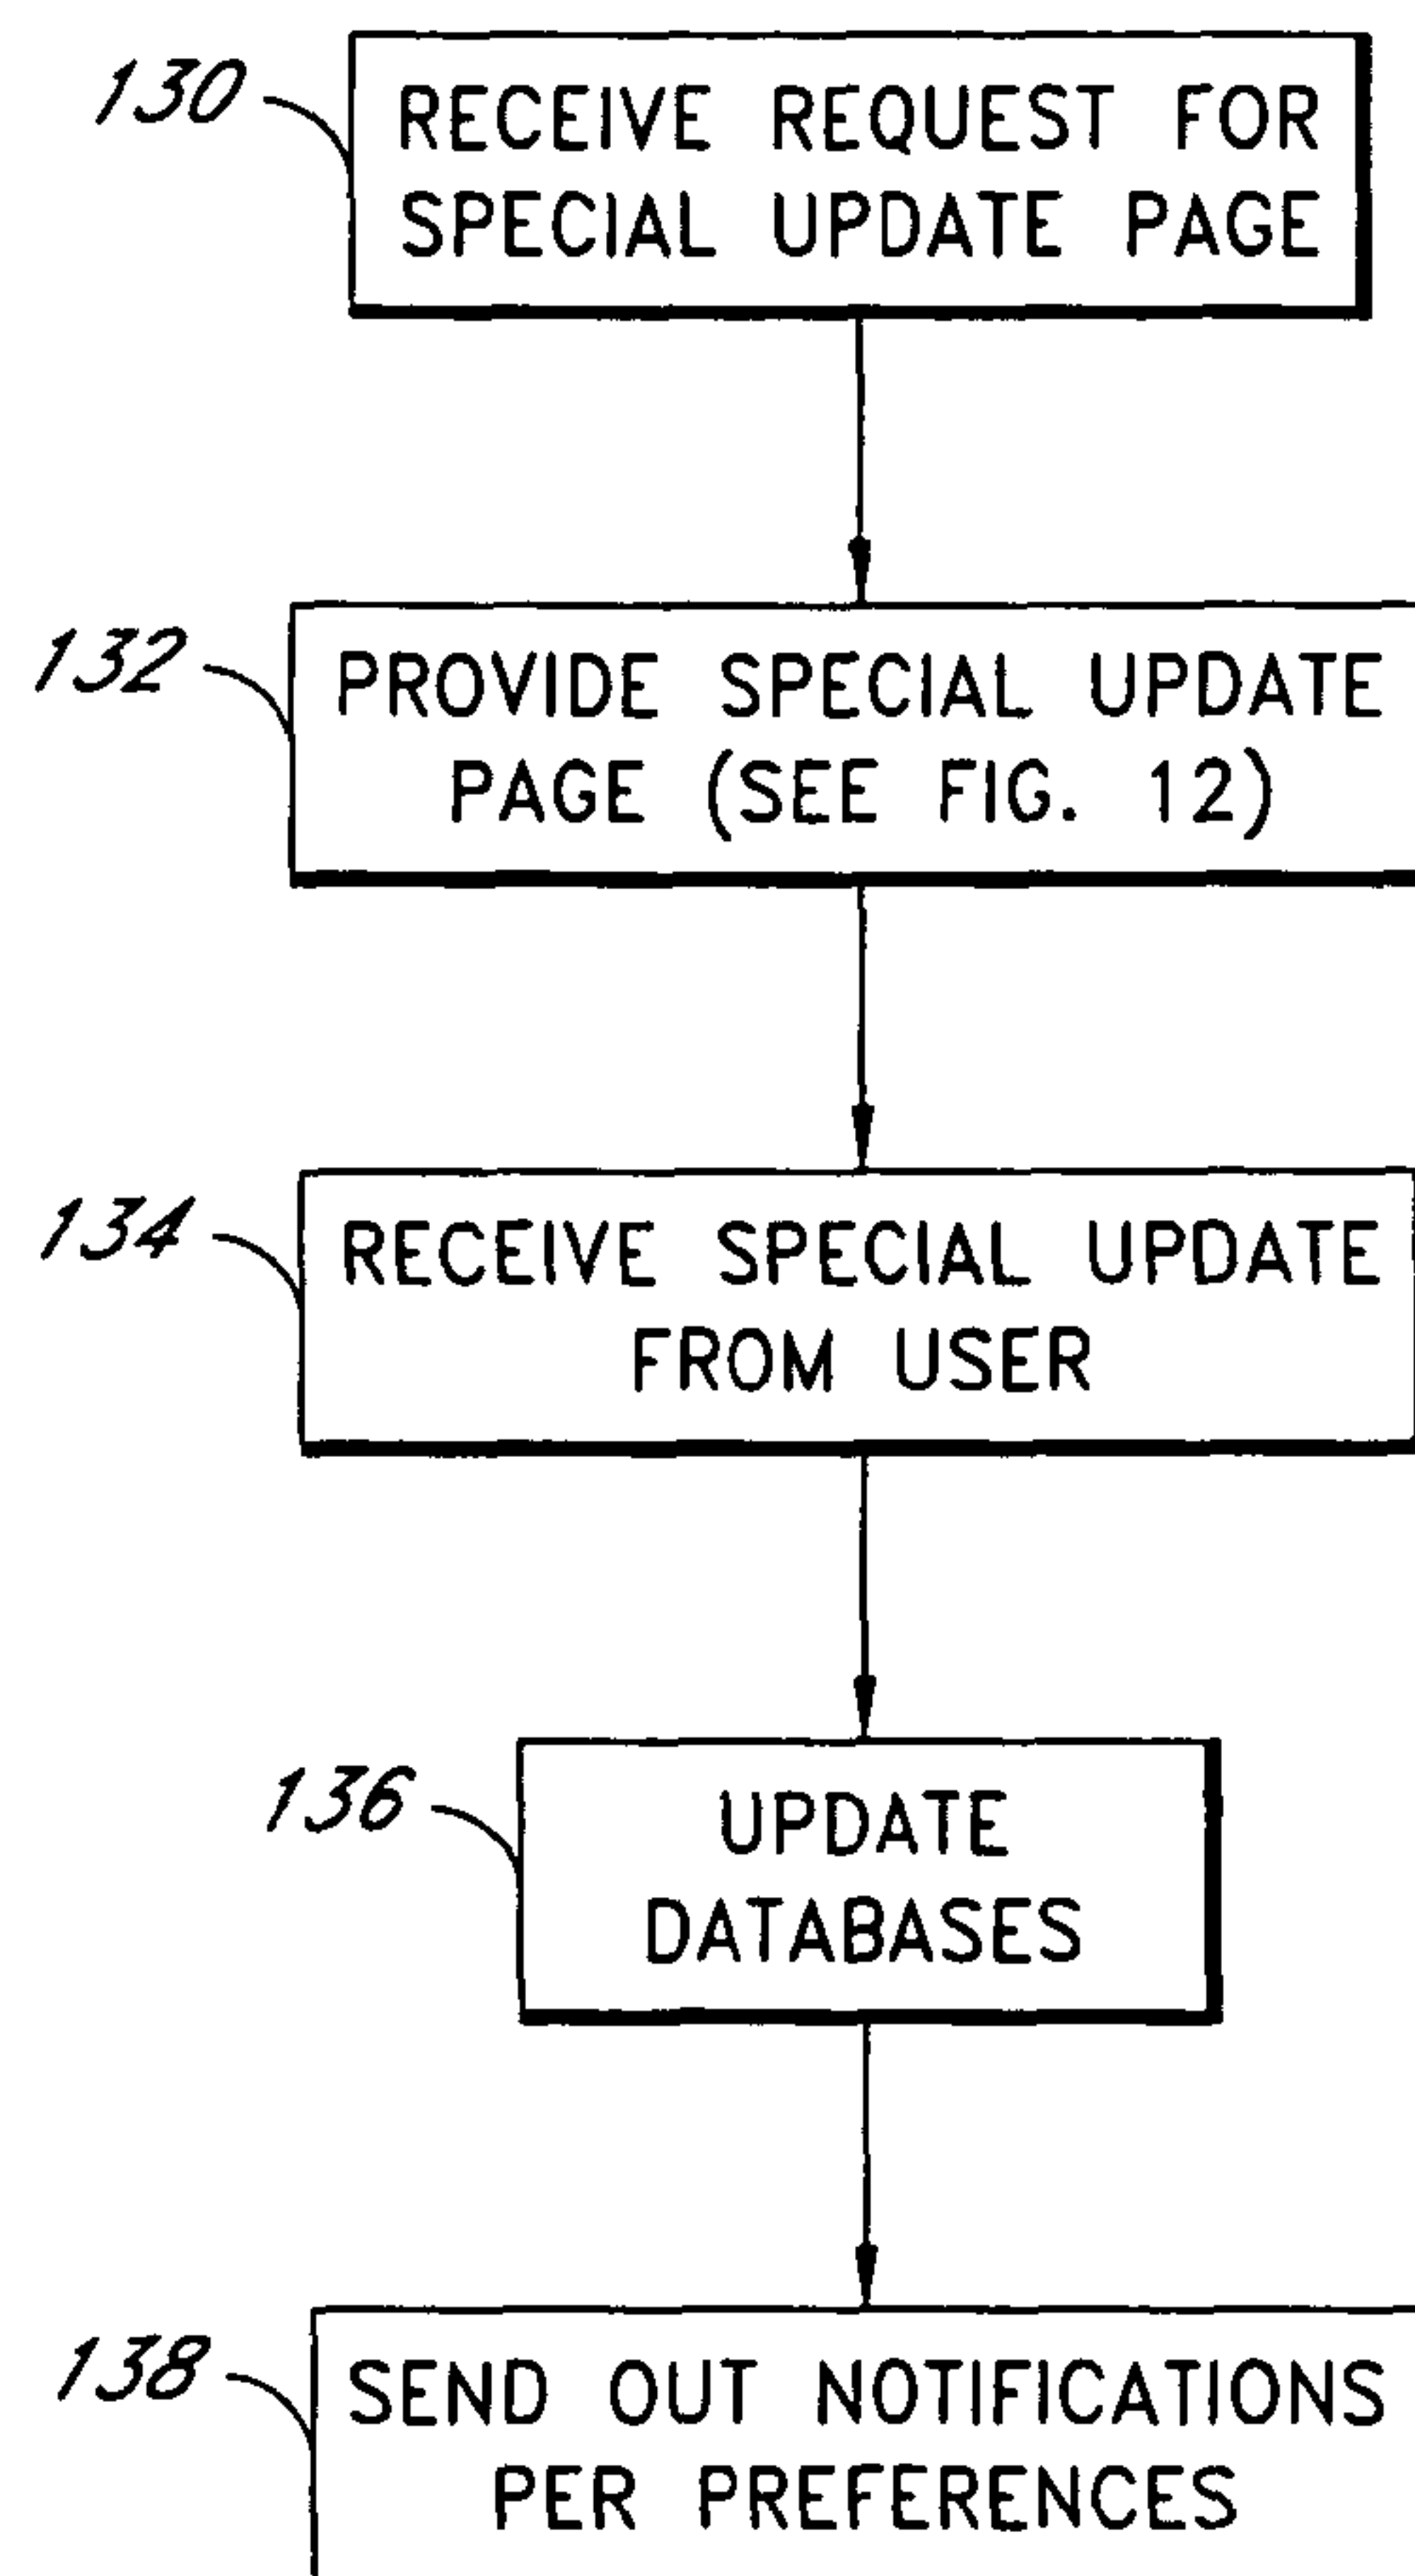 130
RECEIVE REQUEST FOR
SPECIAL UPDATE PAGE
132
PROVIDE SPECIAL UPDATE
PAGE (SEE FIG. 12)
134
RECEIVE SPECIAL UPDATE
FROM USER
136
UPDATE
DATABASES
138
SEND OUT NOTIFICATIONS
PER PREFERENCES